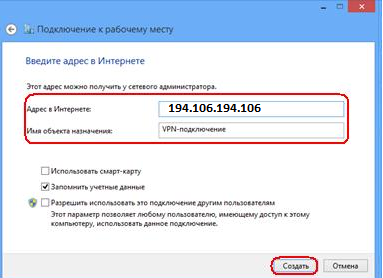 Подключение к рабочему месту
Введите адрес в Интернете
Этот адрес можно получить у сетевого администратора.
Адрес в Интернете: 194.106.194.106
Имя объекта назначения: VPN-подключение
Использовать смарт-карту
Запомнить учетные данные
Разрешить использовать это подключение другим пользователям
Этот параметр позволяет любому пользователю, имеющему доступ к этому
компьютеру, использовать данное подключение.
Создать Отмена